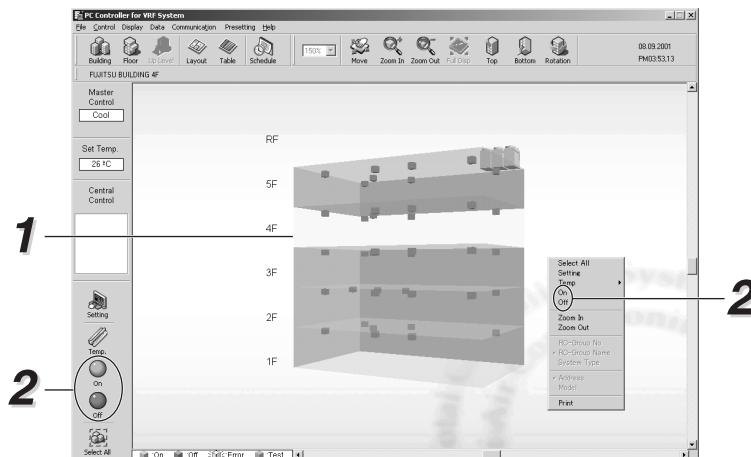 PC Controller for VRF System
File Control Display Data Communication Presetting Help
Building Floor Up Level Layout Table Schedule 150% Move Zoom In Zoom Out Full Disp Top Bottom Rotation
08.09.2001
PM03:53,13
FUJITSU BUILDING 4F
Master
Control
Cool
Set Temp.
26 ºC
Central
Control
Setting
Temp.
On
Off
Select All
RF
5F
4F
3F
2F
1F
1
2
Select All
Setting
Temp
On
Off
Zoom In
Zoom Out
RC-Group No
RC-Group Name
System Type
Address
Model
Print
2
:On :Off :Error :Test